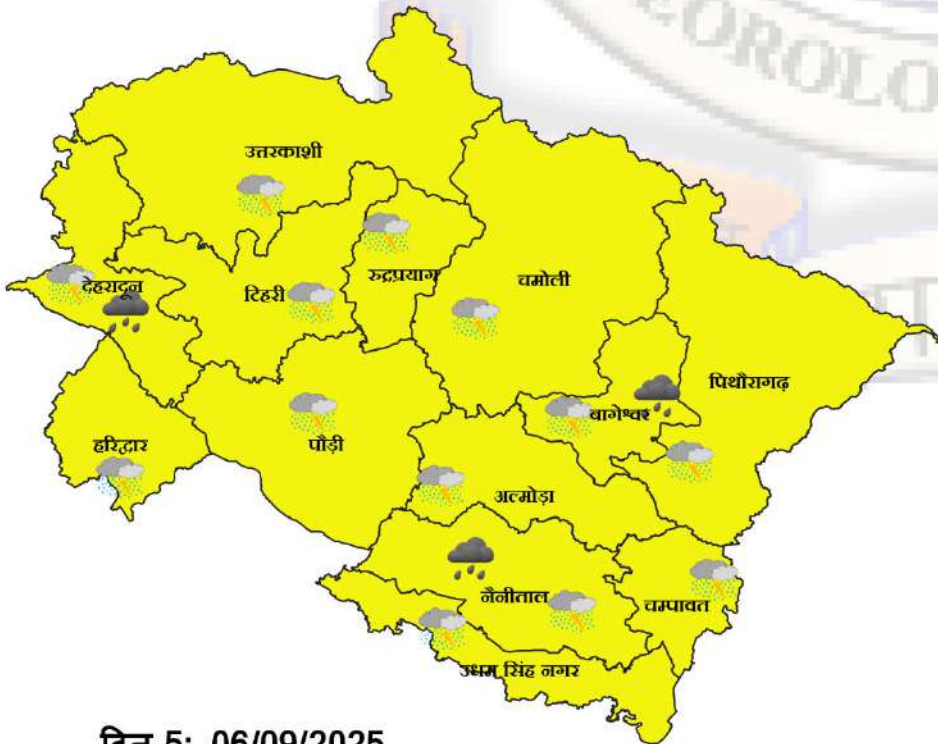 उत्तरकाशी
रुद्रप्रयाग
चमोली
देहरादून
टिहरी
पिथौरागढ़
बागेश्वर
हरिद्वार
पौड़ी
अल्मोड़ा
नैनीताल
चम्पावत
उधम सिंह नगर
दिन 5: 06/09/2025